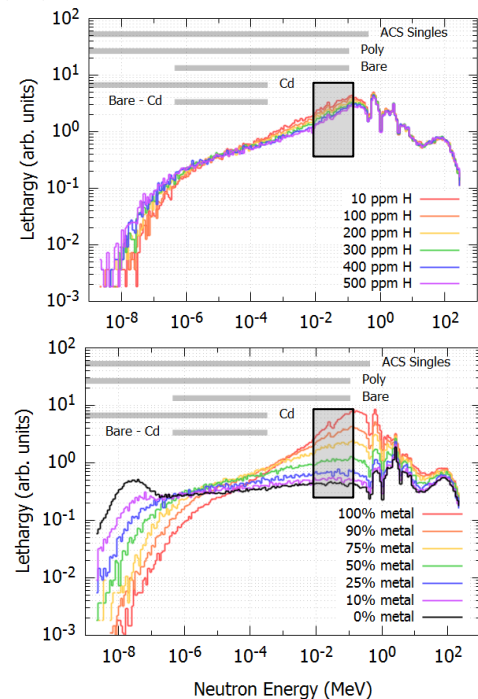 10²
ACS Singles
Poly
10¹
Bare
Cd
Bare - Cd
10⁰
Lethargy (arb. units)
10⁻¹
10 ppm H
100 ppm H
10⁻²
200 ppm H
300 ppm H
400 ppm H
500 ppm H
10⁻³
10⁻⁸ 10⁻⁶ 10⁻⁴ 10⁻² 10⁰ 10²
10²
ACS Singles
Poly
10¹
Bare
Cd
Bare - Cd
10⁰
Lethargy (arb. units)
10⁻¹
100% metal
90% metal
75% metal
10⁻²
50% metal
25% metal
10% metal
0% metal
10⁻³
10⁻⁸ 10⁻⁶ 10⁻⁴ 10⁻² 10⁰ 10²
Neutron Energy (MeV)